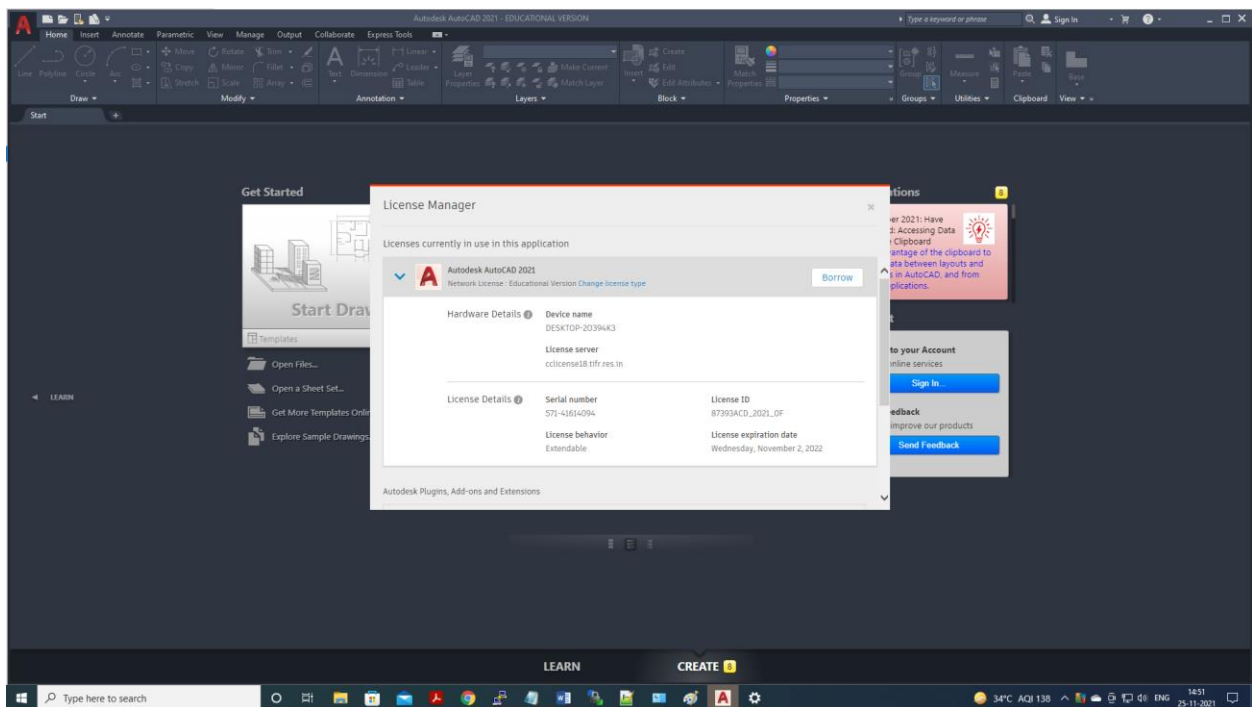 Autodesk AutoCAD 2021 - EDUCATIONAL VERSION
Type a keyword or phrase
Sign In
Home Insert Annotate Parametric View Manage Output Collaborate Express Tools
Line Polyline Circle Arc
Move Rotate Trim
Copy Mirror Fillet
Stretch Scale Array
Text Dimension
Linear
Leader
Table
Layer Properties
Make Current
Match Layer
Insert
Create
Edit
Edit Attributes
Match Properties
Group
Measure
Paste
Base
Draw Modify Annotation Layers Block Properties Groups Utilities Clipboard View
Start
Get Started
Start Draw
Templates
Open Files...
Open a Sheet Set...
Get More Templates Onlin
Explore Sample Drawings
LEARN
License Manager
Licenses currently in use in this application
Autodesk AutoCAD 2021
Network License : Educational Version Change license type
Borrow
Hardware Details
Device name
DESKTOP-20394K3
License server
cclicense18.tifr.res.in
License Details
Serial number
571-41614094
License ID
87393ACD_2021_0F
License behavior
Extendable
License expiration date
Wednesday, November 2, 2022
Autodesk Plugins, Add-ons and Extensions
ations
8
er 2021: Have
d: Accessing Data
Clipboard
vantage of the clipboard to
ata between layouts and
s in AutoCAD, and from
plications.
t
to your Account
nline services
Sign In...
edback
improve our products
Send Feedback
LEARN CREATE 8
Type here to search
34°C AQI 138
ENG
14:51
25-11-2021